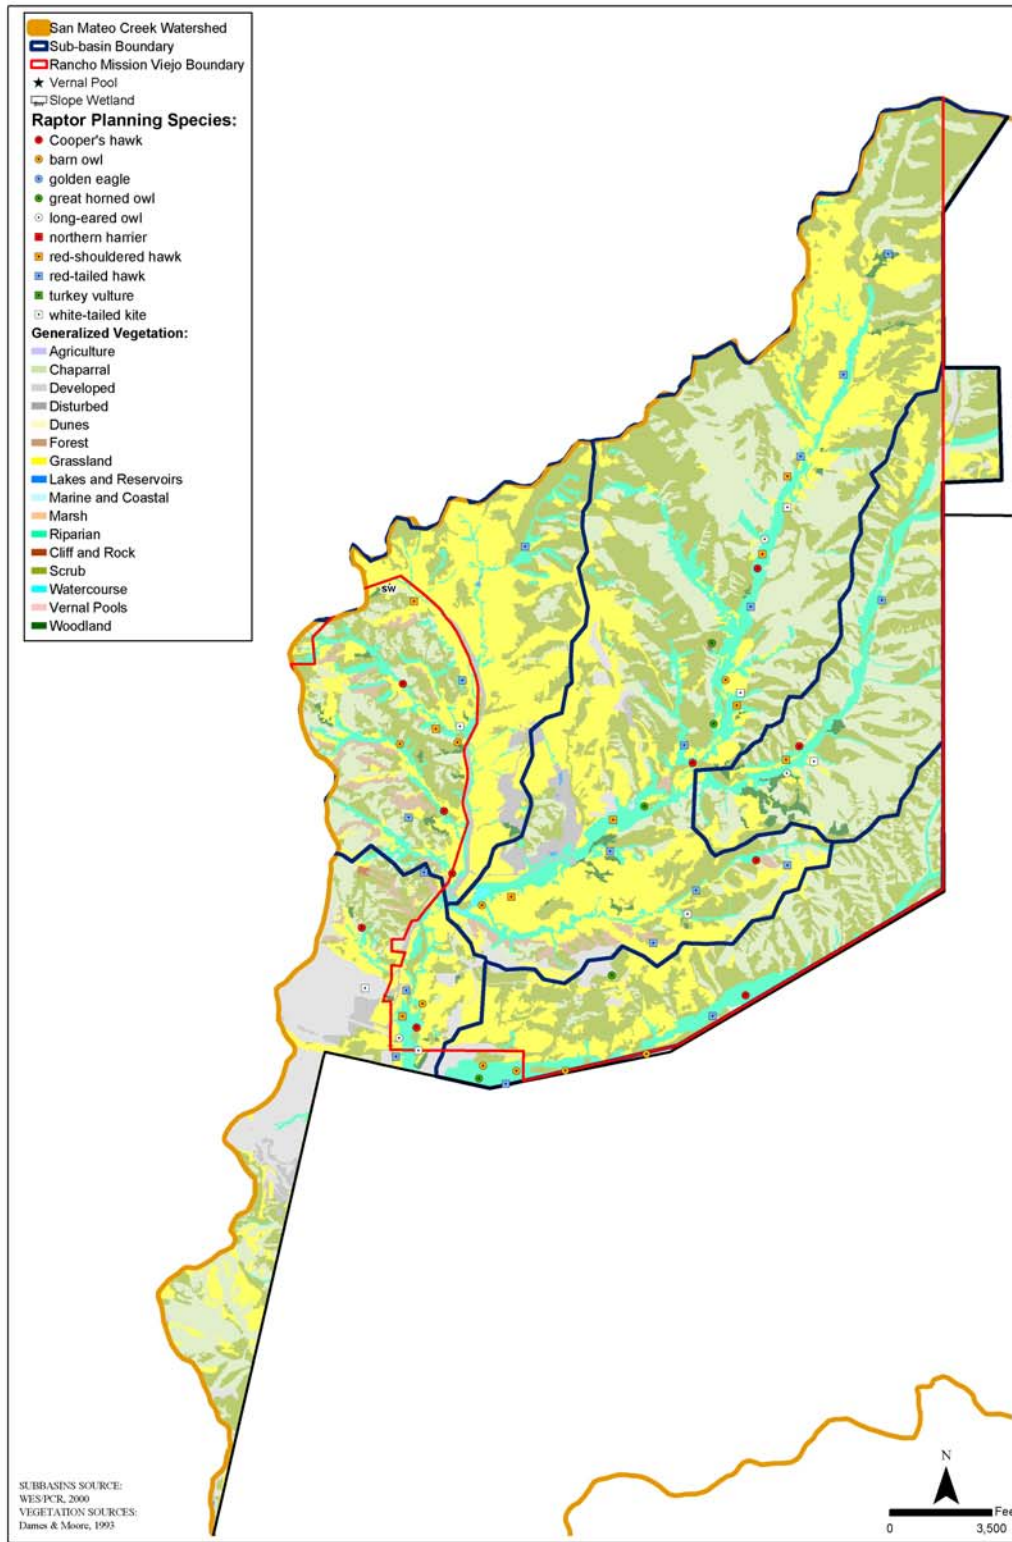 San Mateo Creek Watershed
Sub-basin Boundary
Rancho Mission Viejo Boundary
Vernal Pool
Slope Wetland
Raptor Planning Species:
Cooper's hawk
barn owl
golden eagle
great horned owl
long-eared owl
northern harrier
red-shouldered hawk
red-tailed hawk
turkey vulture
white-tailed kite
Generalized Vegetation:
Agriculture
Chaparral
Developed
Disturbed
Dunes
Forest
Grassland
Lakes and Reservoirs
Marine and Coastal
Marsh
Riparian
Cliff and Rock
Scrub
Watercourse
Vernal Pools
Woodland
SW
SUBBASINS SOURCE:
WES/PCR, 2000
VEGETATION SOURCES:
Dames & Moore, 1993
N
Fee
0 3,500